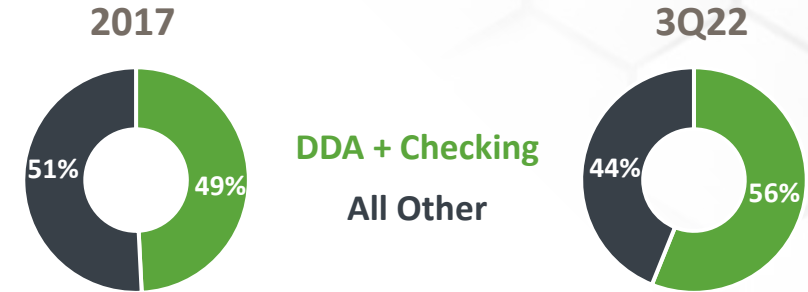 2017
3Q22
51%
49%
DDA + Checking
All Other
44%
56%